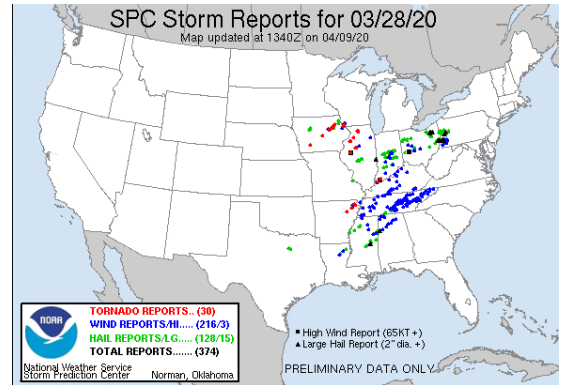 SPC Storm Reports for 03/28/20
Map updated at 1340Z on 04/09/20
NOAA
TORNADO REPORTS.. (30)
WIND REPORTS/HI..... (216/3)
HAIL REPORTS/LG..... (128/15)
TOTAL REPORTS....... (374)
National Weather Service
Storm Prediction Center Norman, Oklahoma
■ High Wind Report (65KT +)
▲ Large Hail Report (2" dia. +)
PRELIMINARY DATA ONLY